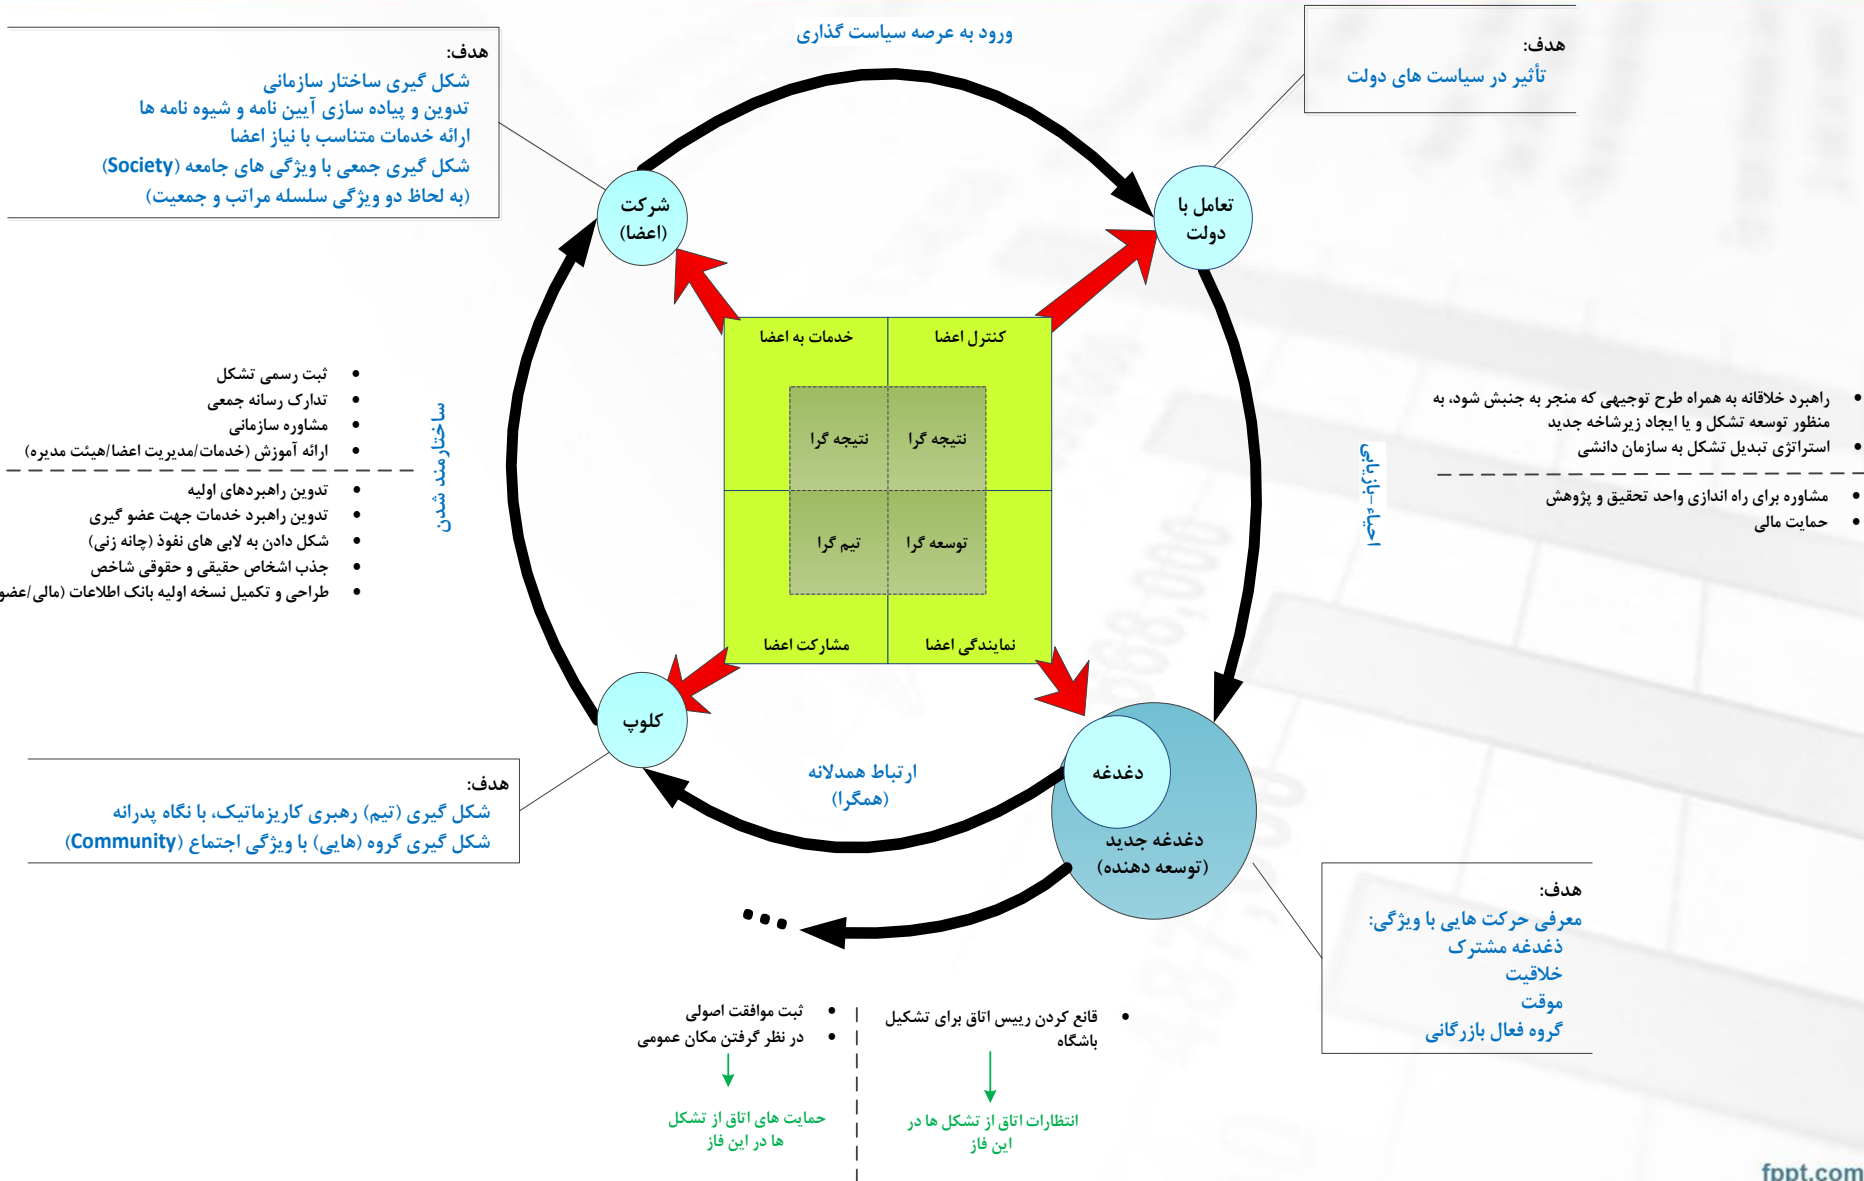 ورود به عرصه سیاست گذاری
هدف:
تأثیر در سیاست های دولت
هدف:
شکل گیری ساختار سازمانی
تدوین و پیاده سازی آیین نامه و شیوه نامه ها
ارائه خدمات متناسب با نیاز اعضا
شکل گیری جمعی با ویژگی های جامعه (Society)
(به لحاظ دو ویژگی سلسله مراتب و جمعیت)
تعامل با
دولت
شرکت
(اعضا)
کنترل اعضا
خدمات به اعضا
نتیجه گرا
نتیجه گرا
توسعه گرا
تیم گرا
نمایندگی اعضا
مشارکت اعضا
احیاء-بازیابی
• راهبرد خلاقانه به همراه طرح توجیهی که منجر به جنبش شود، به
منظور توسعه تشکل و یا ایجاد زیرشاخه جدید
• استراتژی تبدیل تشکل به سازمان دانشی
• مشاوره برای راه اندازی واحد تحقیق و پژوهش
• حمایت مالی
ساختارمند شدن
• ثبت رسمی تشکل
• تدارک رسانه جمعی
• مشاوره سازمانی
• ارائه آموزش (خدمات/مدیریت اعضا/هیئت مدیره)
• تدوین راهبردهای اولیه
• تدوین راهبرد خدمات جهت عضو گیری
• شکل دادن به لابی های نفوذ (چانه زنی)
• جذب اشخاص حقیقی و حقوقی شاخص
• طراحی و تکمیل نسخه اولیه بانک اطلاعات (مالی/عضو
کلوپ
دغدغه
دغدغه جدید
(توسعه دهنده)
ارتباط همدلانه
(همگرا)
هدف:
شکل گیری (تیم) رهبری کاریزماتیک، با نگاه پدرانه
شکل گیری گروه (هایی) با ویژگی اجتماع (Community)
...
هدف:
معرفی حرکت هایی با ویژگی:
ذغدغه مشترک
خلاقیت
موقت
گروه فعال بازرگانی
• قانع کردن رییس اتاق برای تشکیل
باشگاه
انتظارات اتاق از تشکل ها در
این فاز
• ثبت موافقت اصولی
• در نظر گرفتن مکان عمومی
حمایت های اتاق از تشکل
ها در این فاز
fppt.com